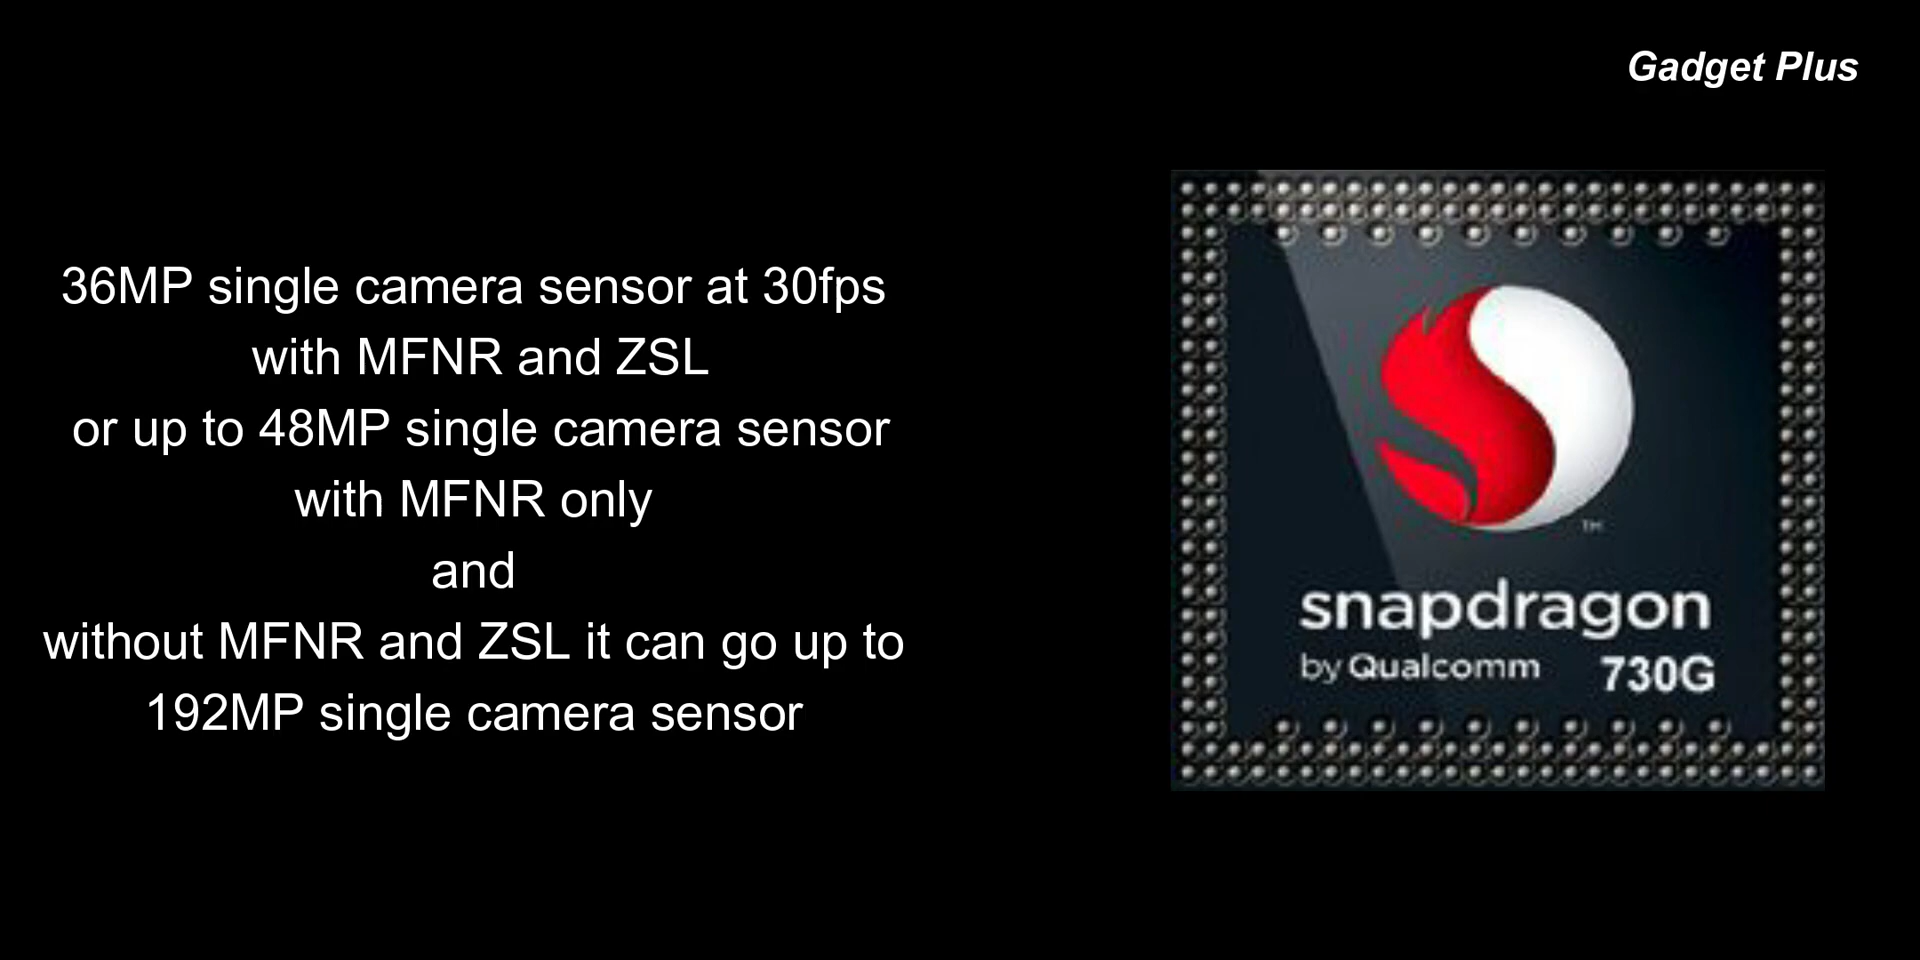 Gadget Plus
36MP single camera sensor at 30fps
with MFNR and ZSL
or up to 48MP single camera sensor
with MFNR only
and
without MFNR and ZSL it can go up to
192MP single camera sensor
TM
snapdragon
by Qualcomm 730G